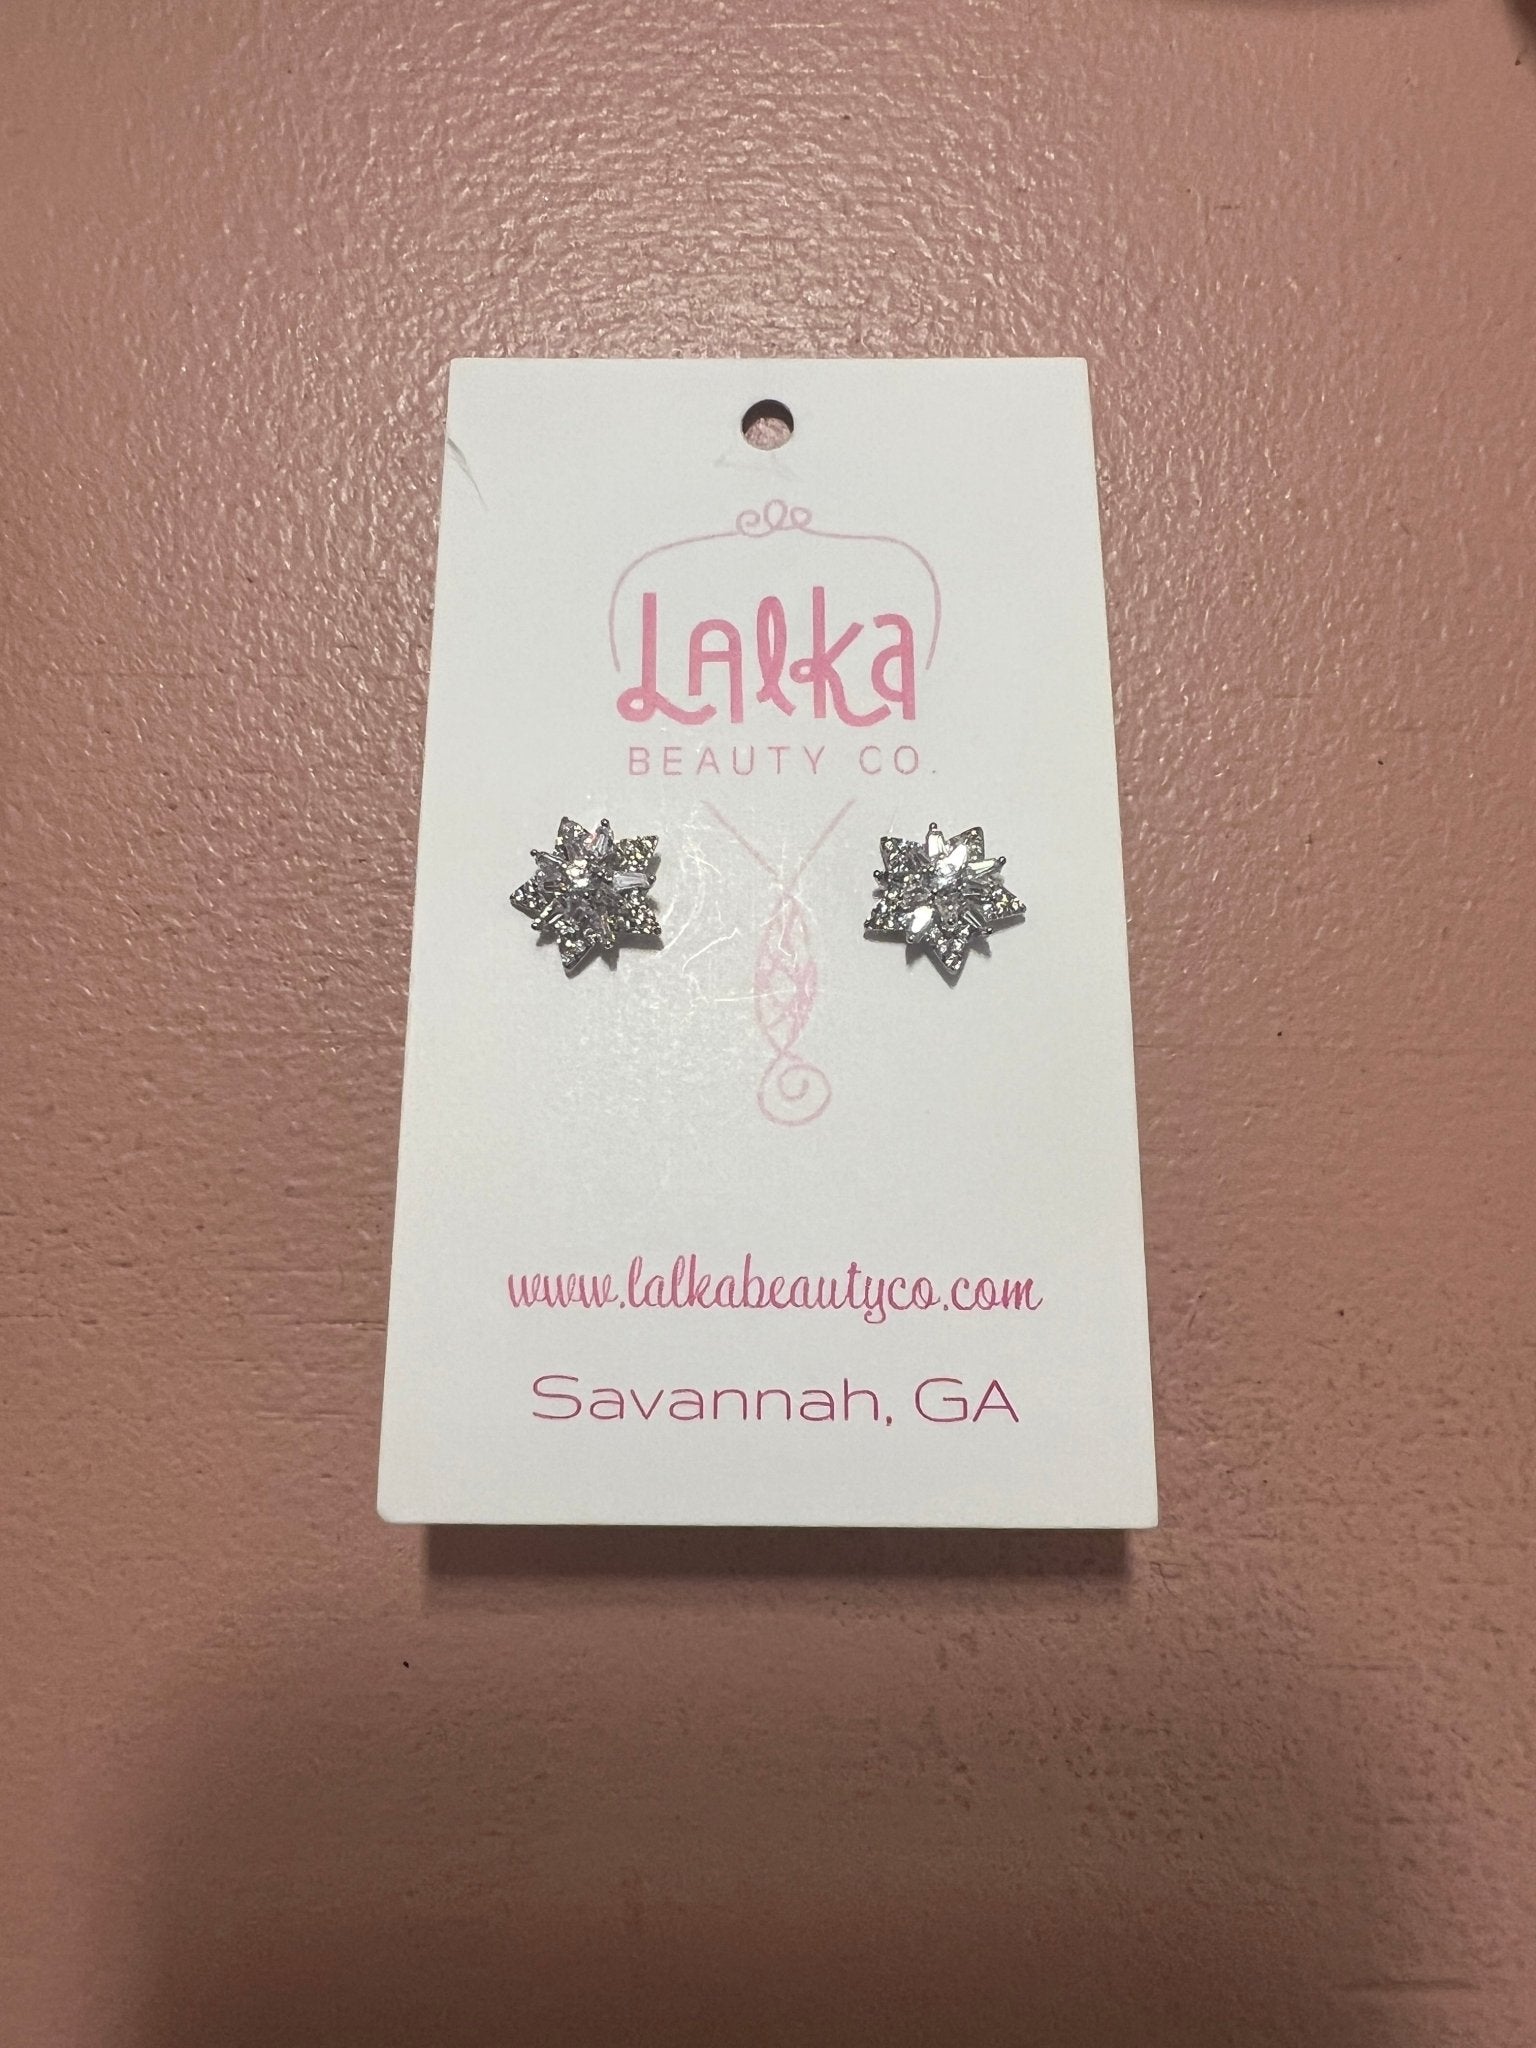 Lalka
BEAUTY CO.
www.lalkabeautyco.com
Savannah, GA